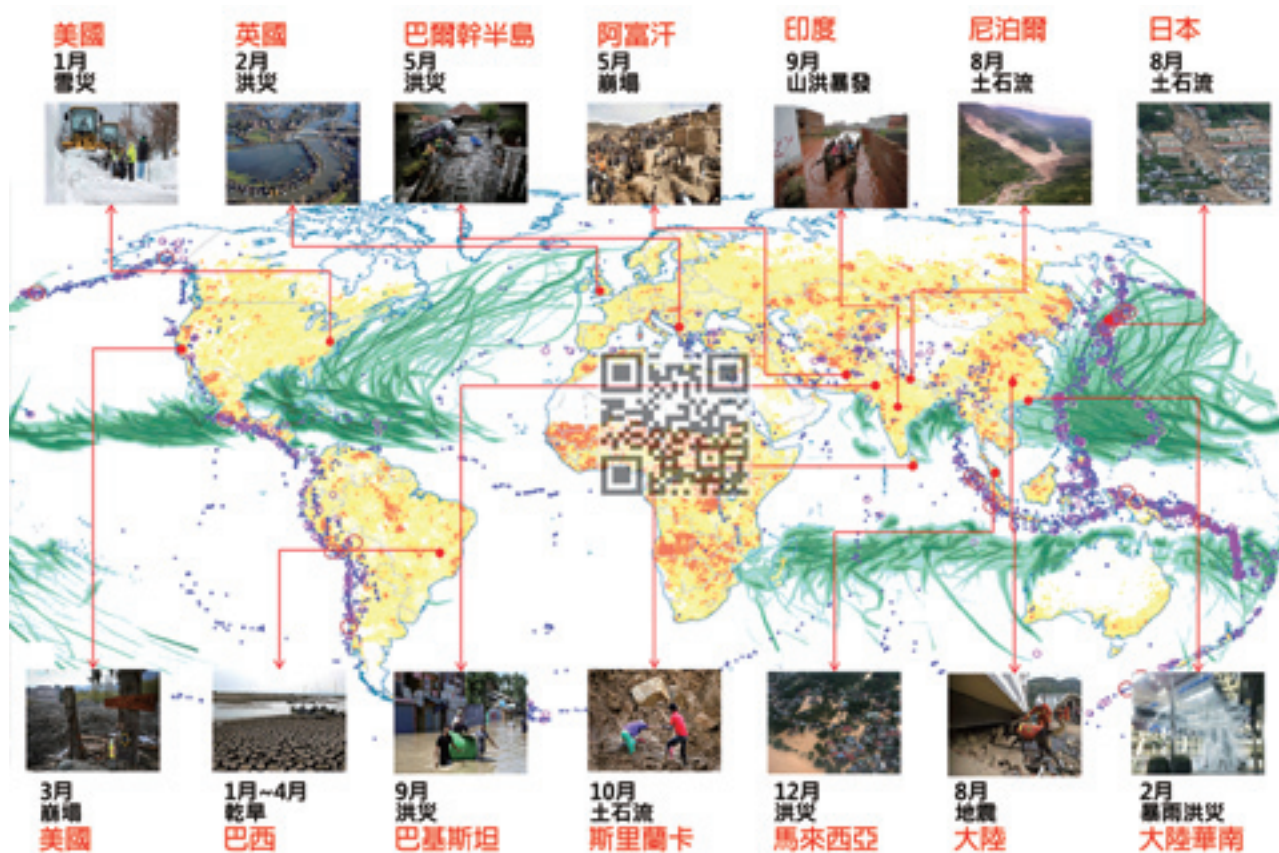 美國
1月
雪災
英國
2月
洪災
巴爾幹半島
5月
洪災
阿富汗
5月
崩塌
印度
9月
山洪暴發
尼泊爾
8月
土石流
日本
8月
土石流
3月
崩塌
美國
1月~4月
乾旱
巴西
9月
洪災
巴基斯坦
10月
土石流
斯里蘭卡
12月
洪災
馬來西亞
8月
地震
大陸
2月
暴雨洪災
大陸華南